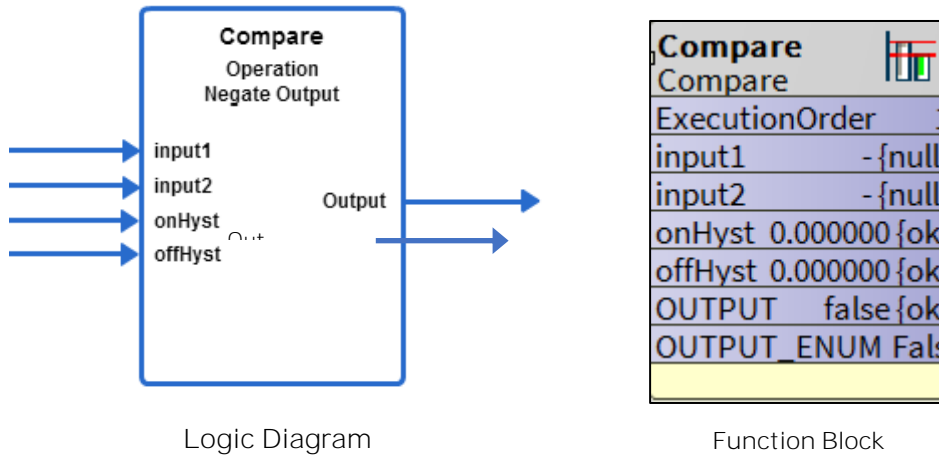 Compare
Operation
Negate Output
input1
input2
onHyst
offHyst
Output
Out
Logic Diagram
Compare
Compare
ExecutionOrder
input1 - {null
input2 - {null
onHyst 0.000000 {ok
offHyst 0.000000 {ok
OUTPUT false {ok
OUTPUT_ENUM Fals
Function Block